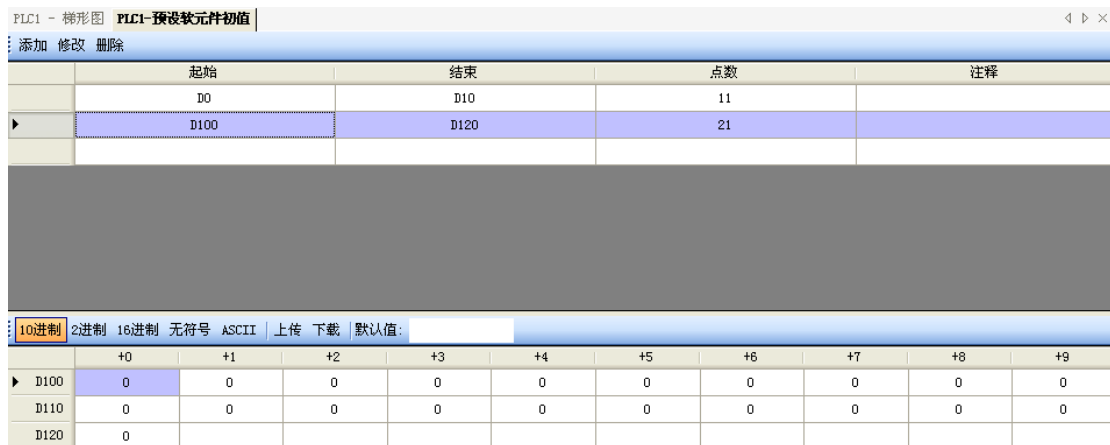 PLC1 - 梯形图 PLC1-预设软元件初值
添加 修改 删除
起始 结束 点数 注释
D0 D10 11
D100 D120 21
10进制 2进制 16进制 无符号 ASCII 上传 下载 默认值:
+0 +1 +2 +3 +4 +5 +6 +7 +8 +9
D100 0 0 0 0 0 0 0 0 0 0
D110 0 0 0 0 0 0 0 0 0 0
D120 0